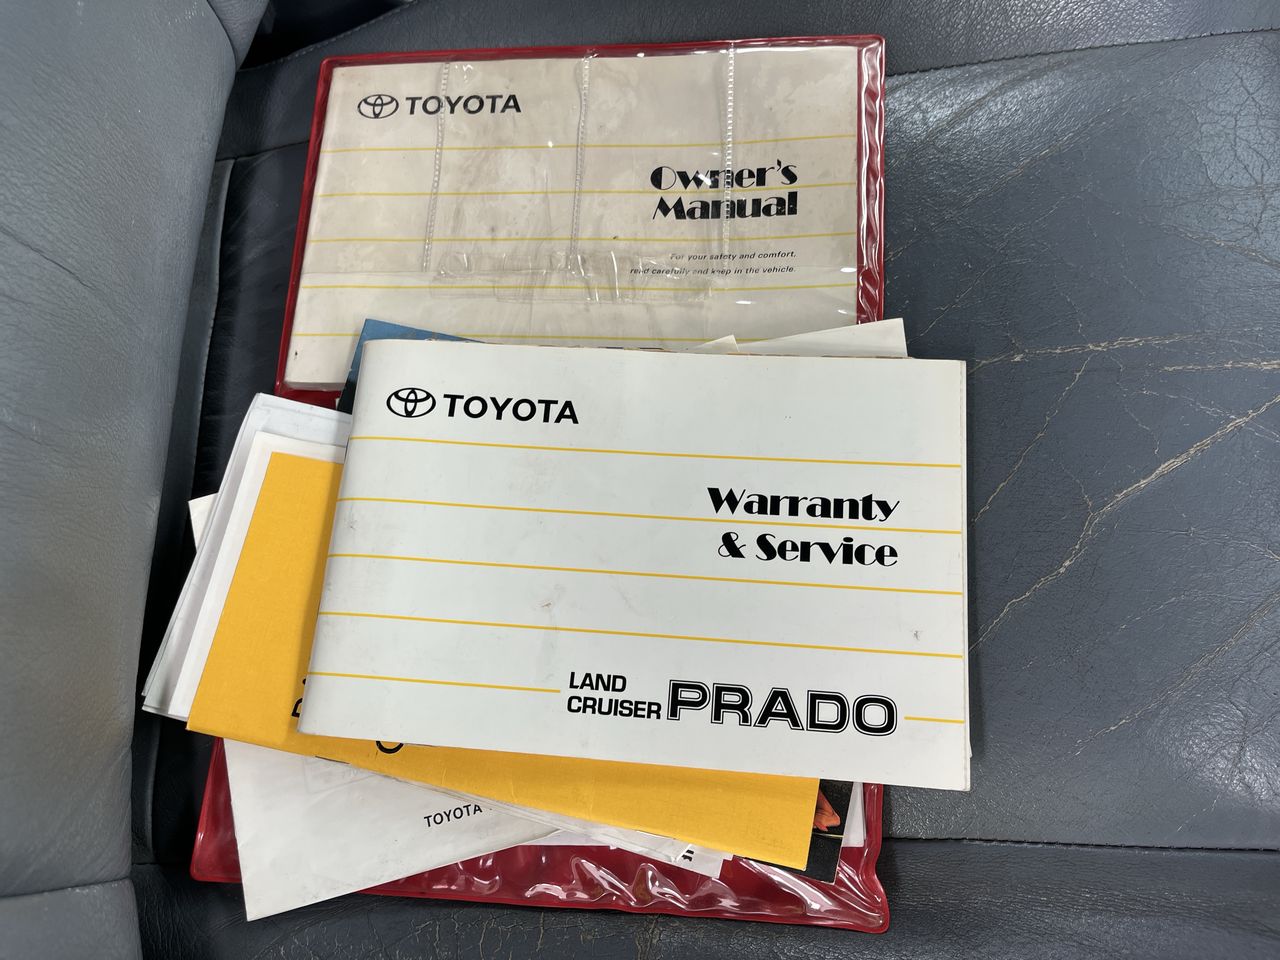 TOYOTA
Owner's
Manual
For your safety and comfort,
read carefully and keep in the vehicle.
TOYOTA
Warranty
& Service
LAND
CRUISER PRADO
TOYOTA